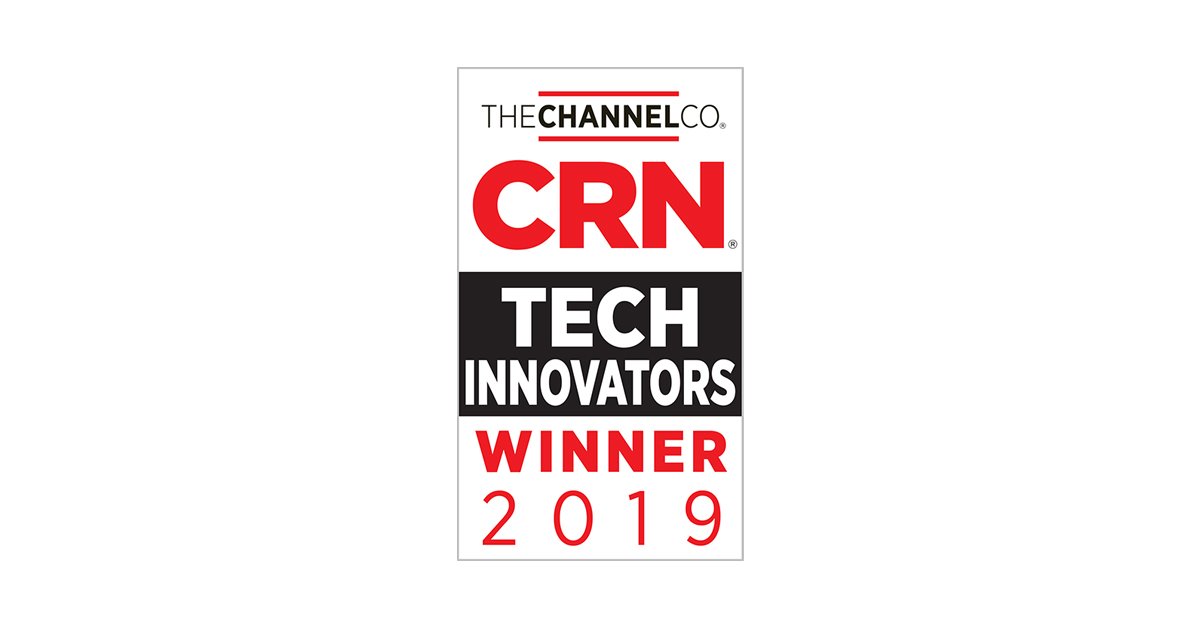 THECHANNELCO®
CRN®
TECH
INNOVATORS
WINNER
2019